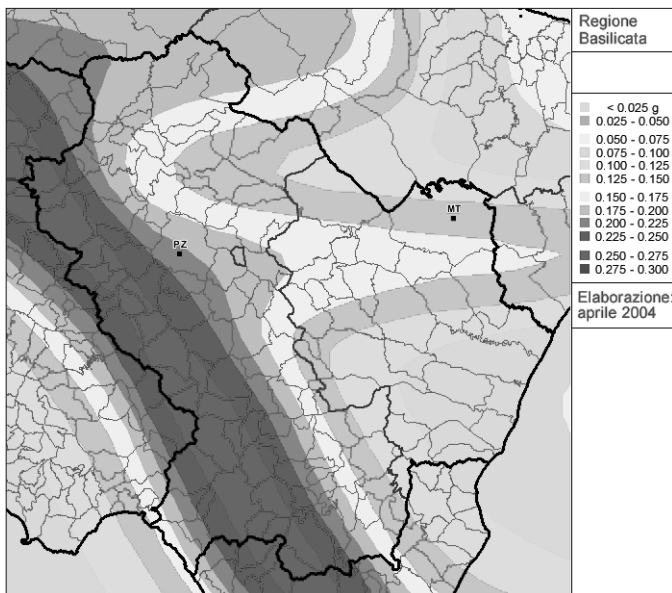 Regione
Basilicata
< 0.025 g
0.025 - 0.050
0.050 - 0.075
0.075 - 0.100
0.100 - 0.125
0.125 - 0.150
0.150 - 0.175
0.175 - 0.200
0.200 - 0.225
0.225 - 0.250
0.250 - 0.275
0.275 - 0.300
Elaborazione:
aprile 2004
MT
PZ